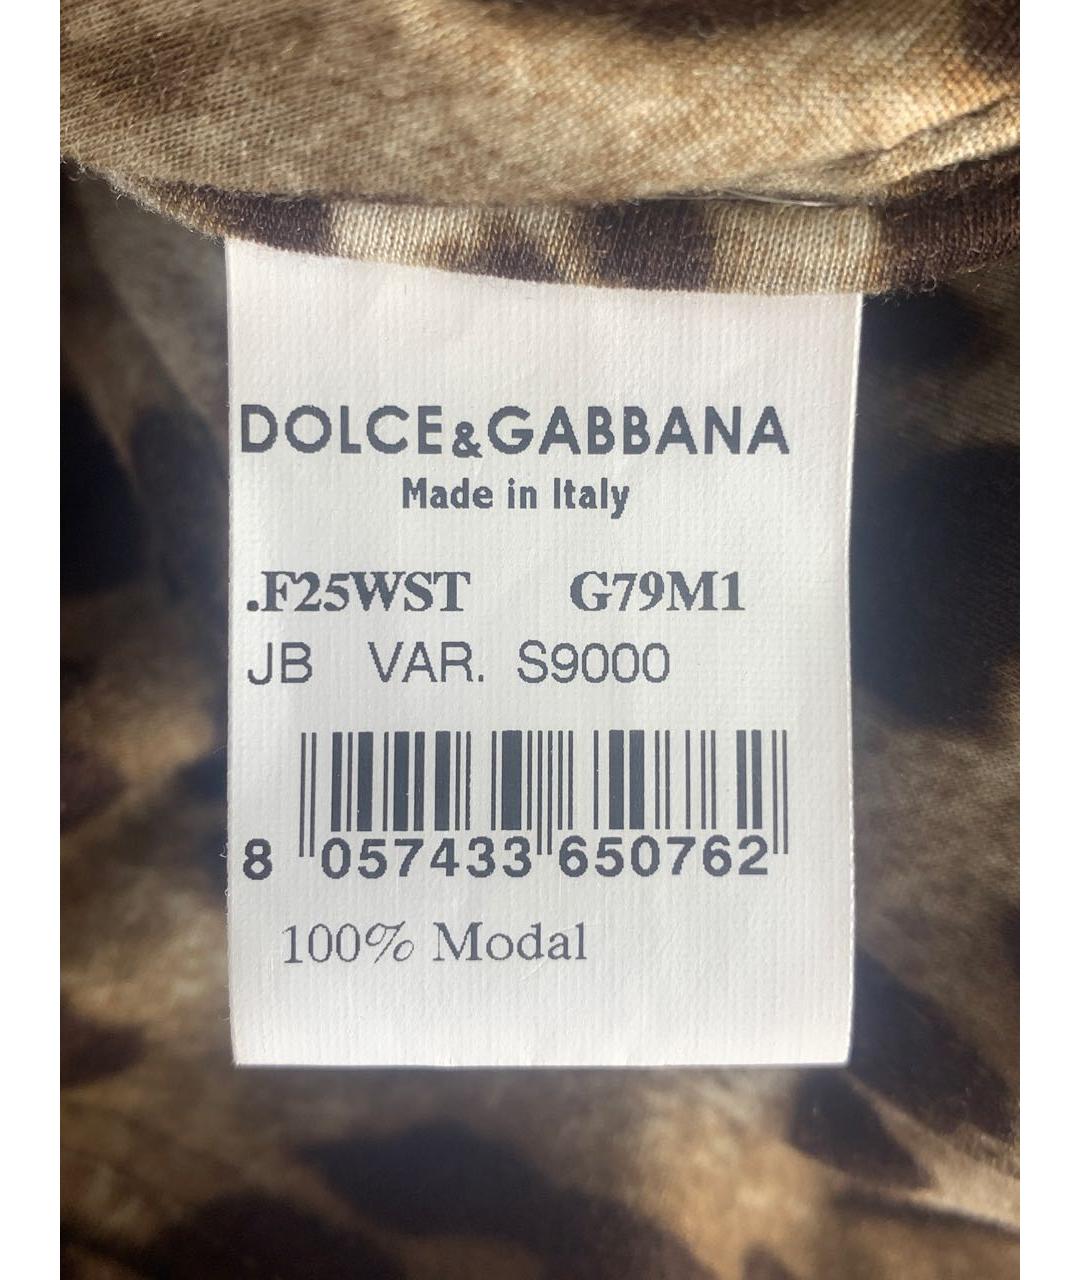 DOLCE&GABBANA
Made in Italy
.F25WST G79M1
JB VAR. S9000
8 057433 650762
100% Modal